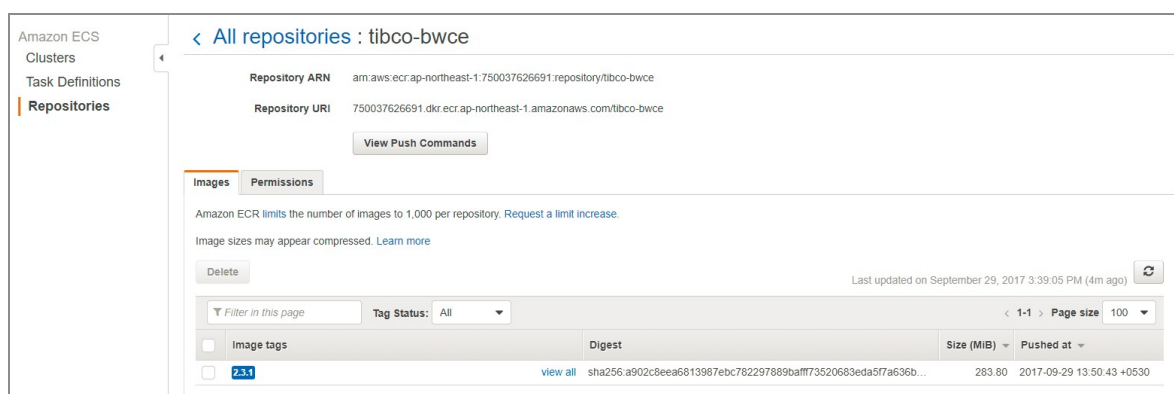 Amazon ECS
Clusters
Task Definitions
Repositories
All repositories : tibco-bwce
Repository ARN arn:aws:ecr:ap-northeast-1:750037626691:repository/tibco-bwce
Repository URI 750037626691.dkr.ecr.ap-northeast-1.amazonaws.com/tibco-bwce
View Push Commands
Images Permissions
Amazon ECR limits the number of images to 1,000 per repository. Request a limit increase.
Image sizes may appear compressed. Learn more
Delete
Last updated on September 29, 2017 3:39:05 PM (4m ago)
Filter in this page Tag Status: All < 1-1 > Page size 100
Image tags Digest Size (MiB) Pushed at
2.3.1 view all sha256:a902c8eea6813987ebc782297889bafff73520683eda5f7a636b... 283.80 2017-09-29 13:50:43 +0530